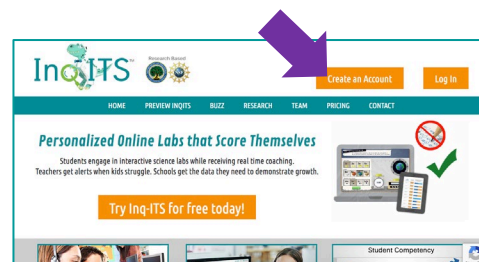 InqITS
Research Based
Create an Account
Log In
HOME PREVIEW INQITS BUZZ RESEARCH TEAM PRICING CONTACT
Personalized Online Labs that Score Themselves
Students engage in interactive science labs while receiving real time coaching.
Teachers get alerts when kids struggle. Schools get the data they need to demonstrate growth.
Try Inq-ITS for free today!
Student Competency